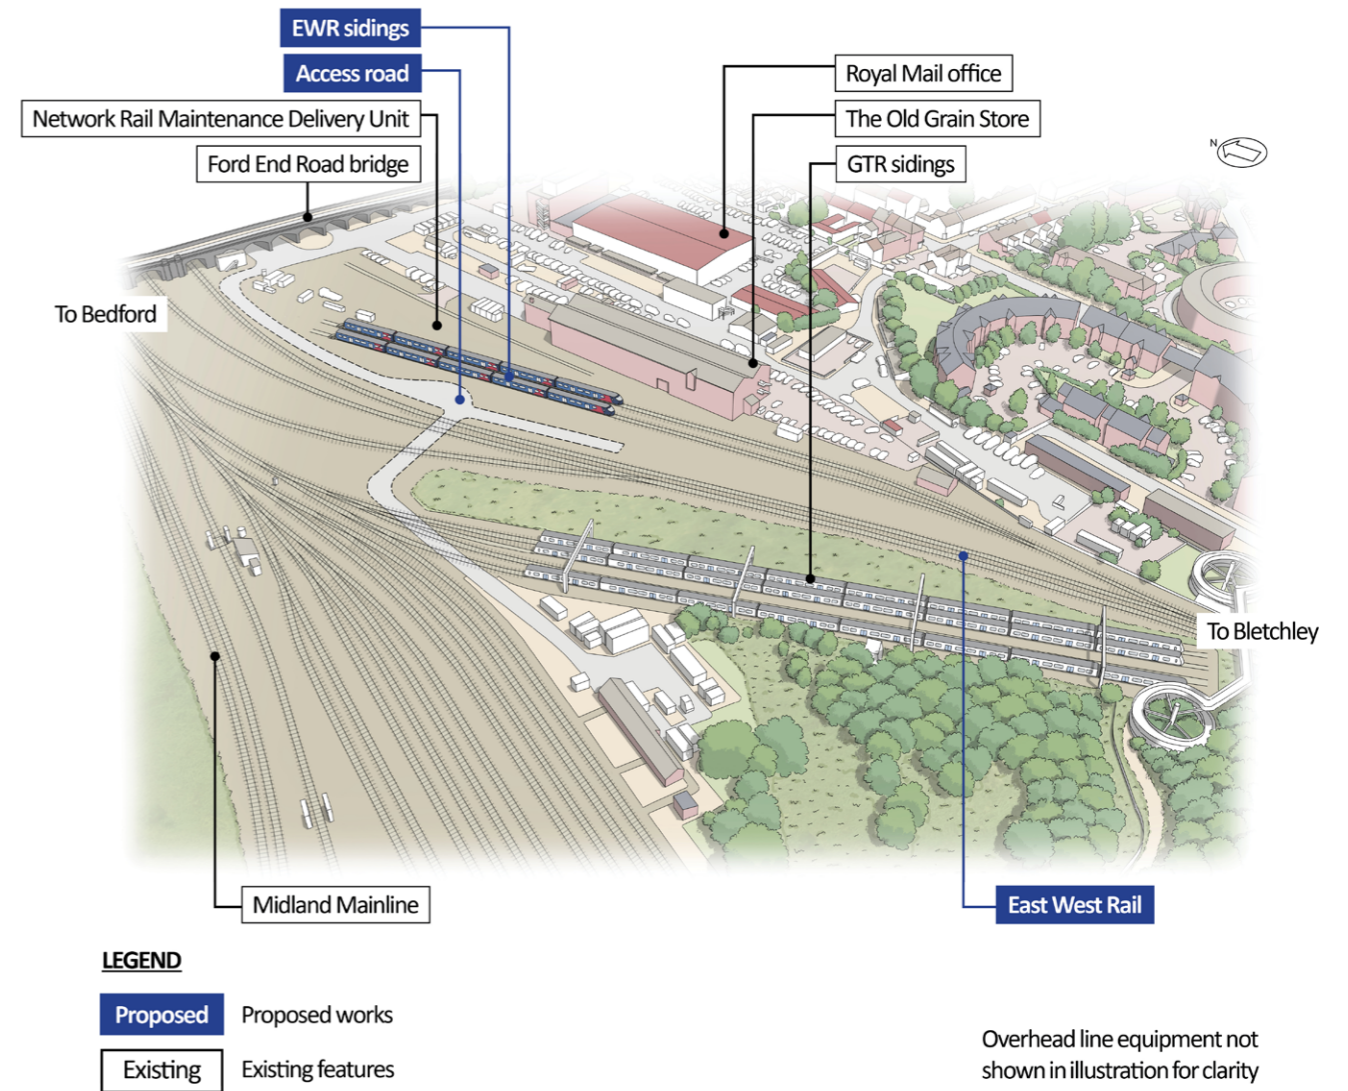 EWR sidings
Access road
Network Rail Maintenance Delivery Unit
Ford End Road bridge
Royal Mail office
The Old Grain Store
GTR sidings
N
To Bedford
To Bletchley
Midland Mainline
East West Rail
LEGEND
Proposed Proposed works
Existing Existing features
Overhead line equipment not
shown in illustration for clarity